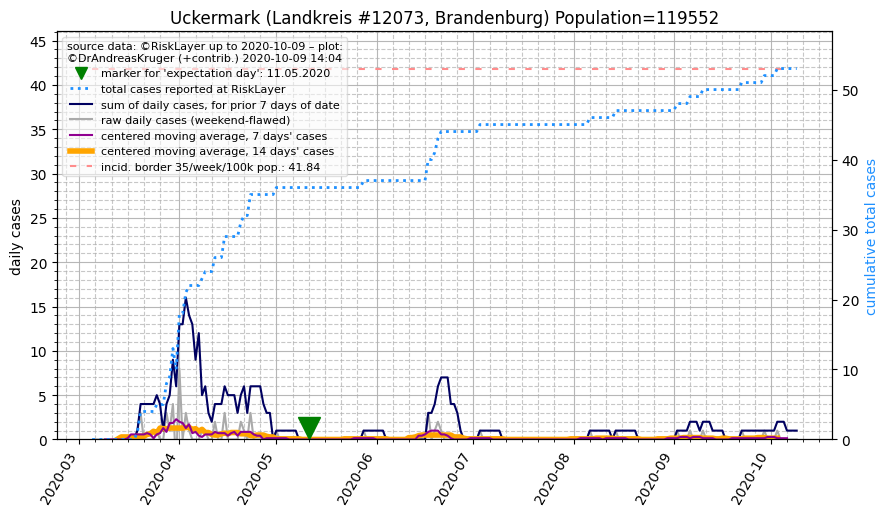 Uckermark (Landkreis #12073, Brandenburg) Population=119552
source data: ©RiskLayer up to 2020-10-09 – plot:
©DrAndreasKruger (+contrib.) 2020-10-09 14:04
marker for 'expectation day': 11.05.2020
total cases reported at RiskLayer
sum of daily cases, for prior 7 days of date
raw daily cases (weekend-flawed)
centered moving average, 7 days' cases
centered moving average, 14 days' cases
incid. border 35/week/100k pop.: 41.84
daily cases
45
40
35
30
25
20
15
10
5
0
cumulative total cases
50
40
30
20
10
0
2020-03
2020-04
2020-05
2020-06
2020-07
2020-08
2020-09
2020-10